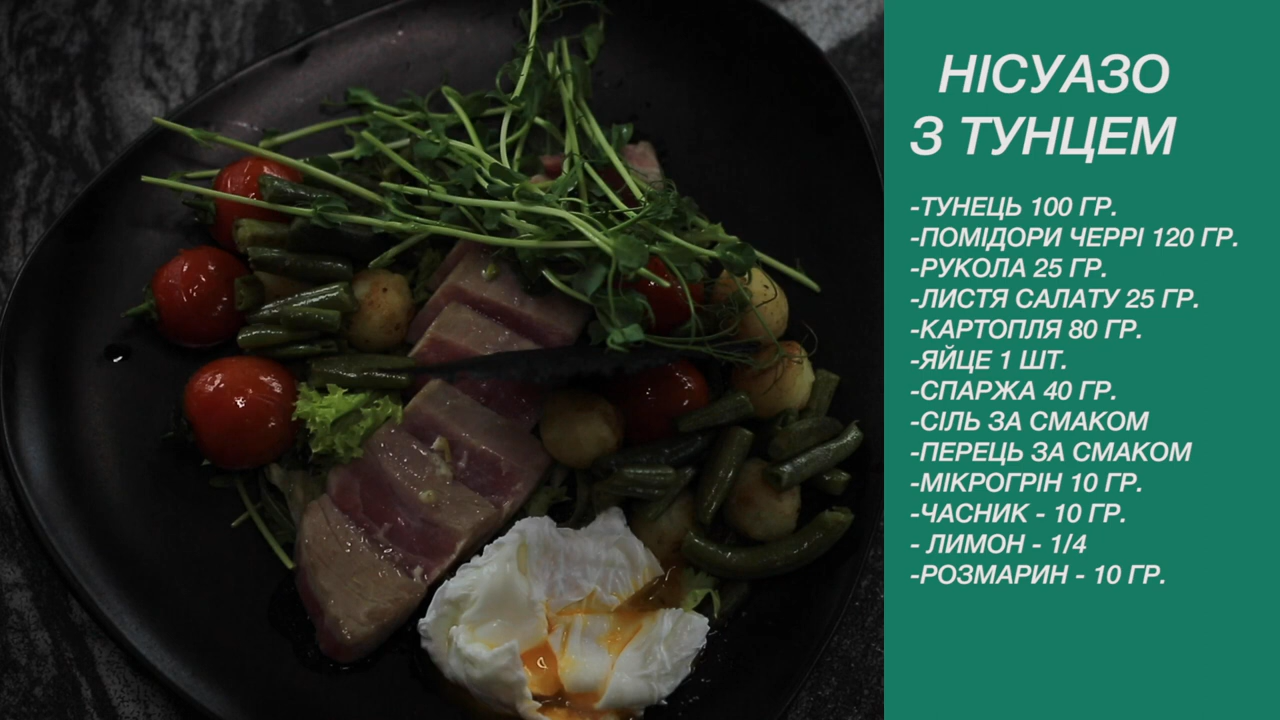 НІСУАЗО
З ТУНЦЕМ
-ТУНЕЦЬ 100 ГР.
-ПОМІДОРИ ЧЕРРІ 120 ГР.
-РУКОЛА 25 ГР.
-ЛИСТЯ САЛАТУ 25 ГР.
-КАРТОПЛЯ 80 ГР.
-ЯЙЦЕ 1 ШТ.
-СПАРЖА 40 ГР.
-СІЛЬ ЗА СМАКОМ
-ПЕРЕЦЬ ЗА СМАКОМ
-МІКРОГРІН 10 ГР.
-ЧАСНИК - 10 ГР.
- ЛИМОН - 1/4
-РОЗМАРИН - 10 ГР.